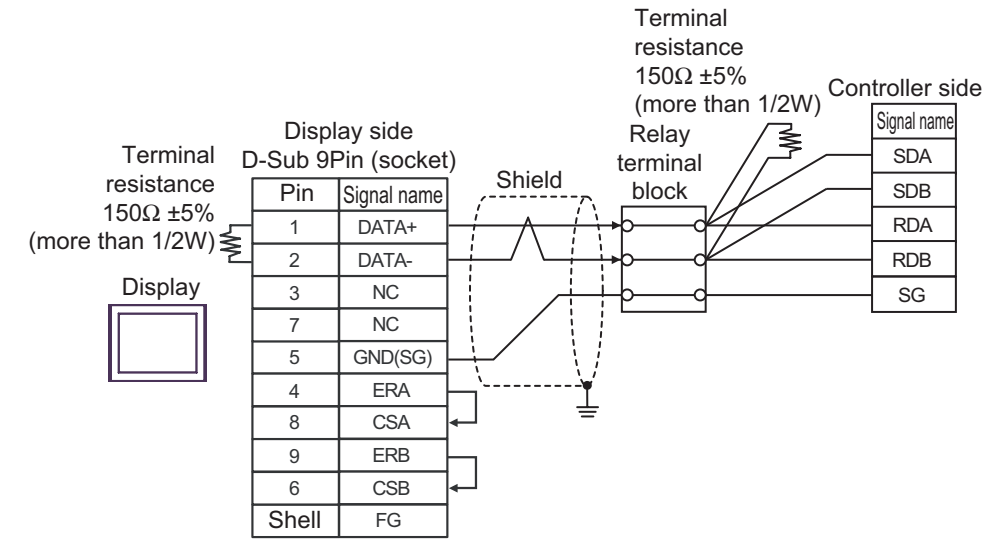 Terminal
resistance
150Ω ±5%
(more than 1/2W)
Controller side
Signal name
SDA
SDB
RDA
RDB
SG
Relay
terminal
block
Shield
Display side
D-Sub 9Pin (socket)
Pin Signal name
1 DATA+
2 DATA-
3 NC
7 NC
5 GND(SG)
4 ERA
8 CSA
9 ERB
6 CSB
Shell FG
Terminal
resistance
150Ω ±5%
(more than 1/2W)
Display